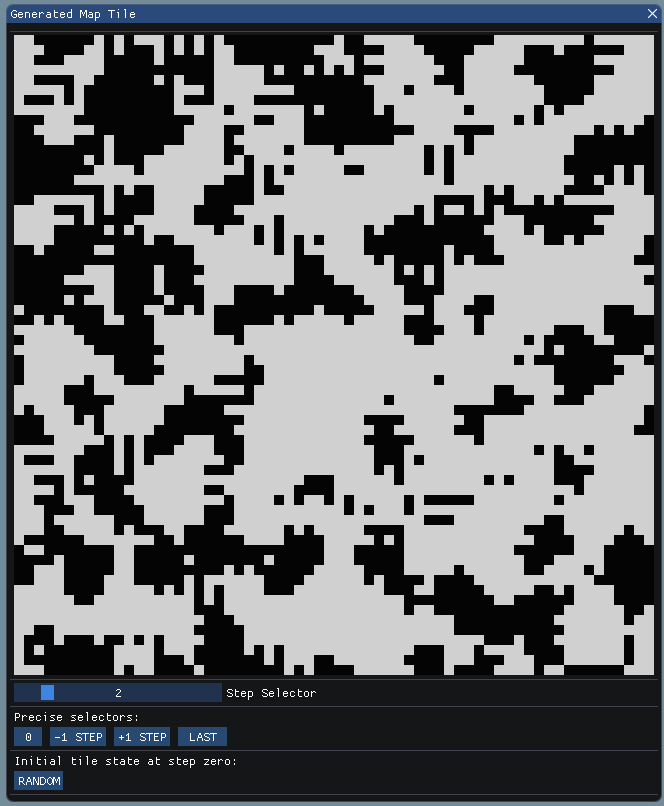 Generated Map Tile
2 Step Selector
Precise selectors:
0 -1 STEP +1 STEP LAST
Initial tile state at step zero:
RANDOM